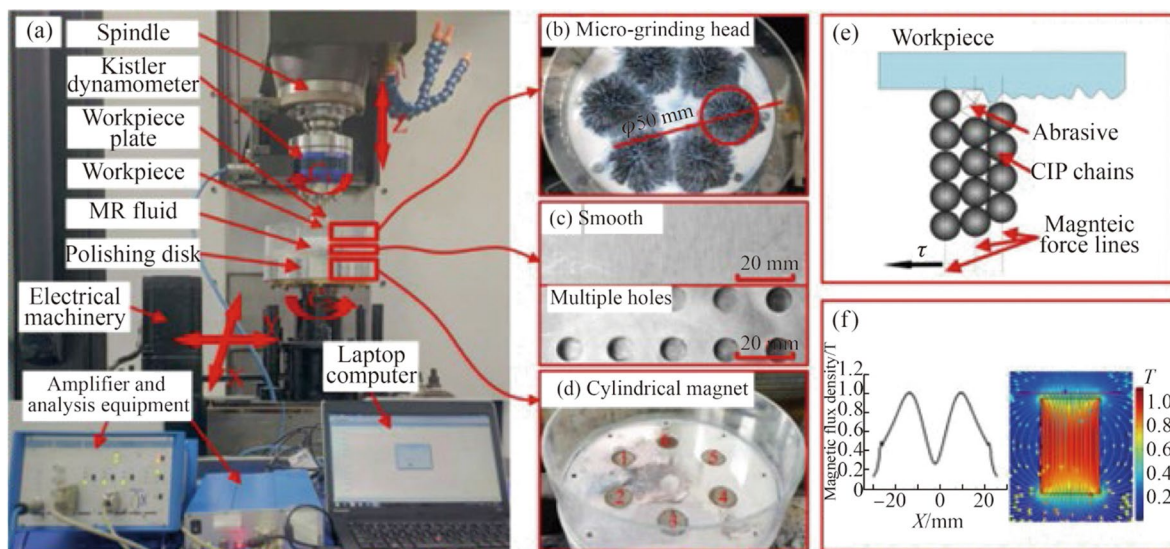 (a)
Spindle
Kistler
dynamometer
Workpiece
plate
Workpiece
MR fluid
Polishing disk
Electrical
machinery
Amplifier and
analysis equipment
Laptop
computer
Z
C
Y
X
(b) Micro-grinding head
φ50 mm
(c) Smooth
20 mm
Multiple holes
20 mm
(d) Cylindrical magnet
1
2
3
4
5
6
(e)
Workpiece
Abrasive
CIP chains
Magnteic
force lines
τ
(f)
Magnetic flux density/T
1.2
1.0
0.8
0.6
0.4
0.2
0
-20
0
20
X/mm
T
1.0
0.8
0.6
0.4
0.2